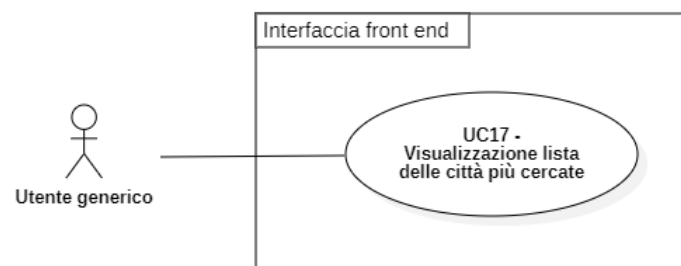 Interfaccia front end
UC17 -
Visualizzazione lista
delle città più cercate
Utente generico